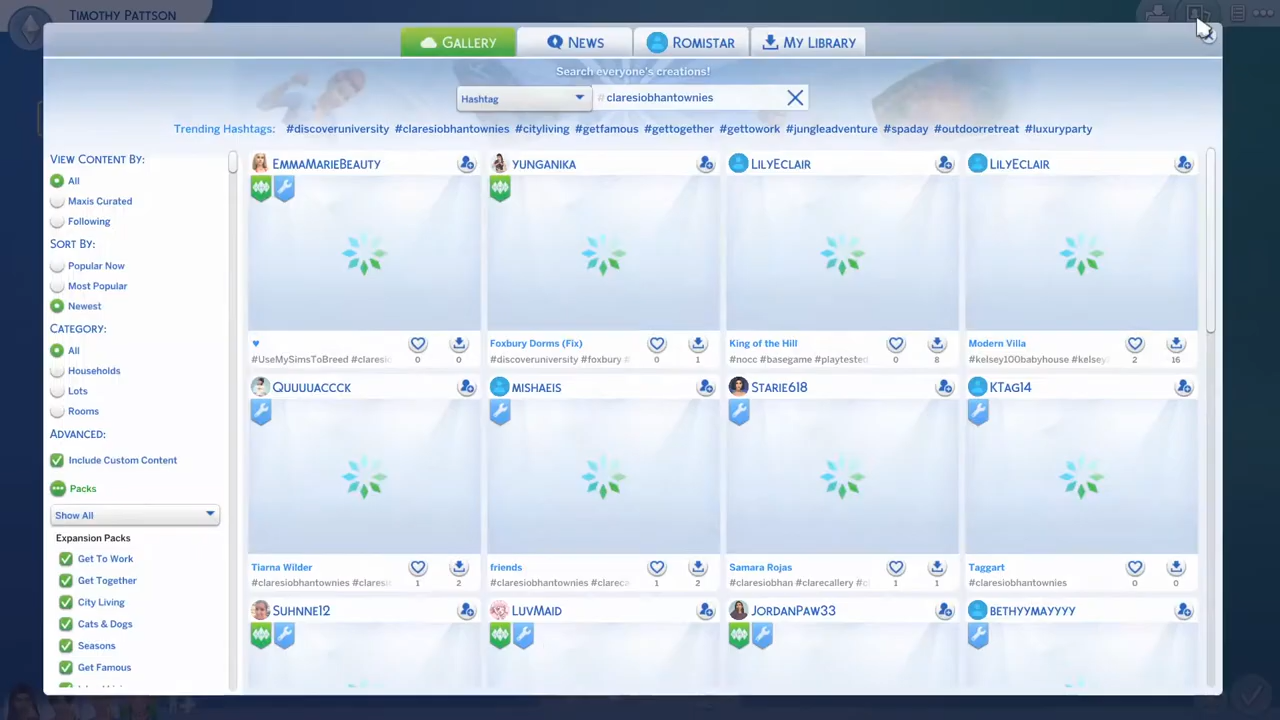 TIMOTHY PATTSON
GALLERY
NEWS
ROMISTAR
MY LIBRARY
Search everyone's creations!
Hashtag
# claresiobhantownies
Trending Hashtags: #discoveruniversity #claresiobhantownies #cityliving #getfamous #gettogether #gettowork #jungleadventure #spaday #outdoorretreat #luxuryparty
VIEW CONTENT BY:
All
Maxis Curated
Following
SORT BY:
Popular Now
Most Popular
Newest
CATEGORY:
All
Households
Lots
Rooms
ADVANCED:
Include Custom Content
Packs
Show All
Expansion Packs
Get To Work
Get Together
City Living
Cats & Dogs
Seasons
Get Famous
EMMAMARIEBEAUTY
YUNGANIKA
LILYECLAIR
LILYECLAIR
♥ 0 0
#UseMySimsToBreed #claresic
Foxbury Dorms (Fix) 0 1
#discoveruniversity #foxbury #
King of the Hill 0 8
#nocc #basegame #playtested
Modern Villa 2 16
#kelsey100babyhouse #kelsey
QUUUUACCCK
MISHAEIS
STARIE618
KTAG14
Tiarna Wilder 1 2
#claresiobhantownies #claresi
friends 1 2
#claresiobhantownies #clarec
Samara Rojas 1 1
#claresiobhan #clarecallery #c
Taggart 0 0
#claresiobhantownies
SUHNNE12
LUVMAID
JORDANPAW33
BETHYYMAYYYY